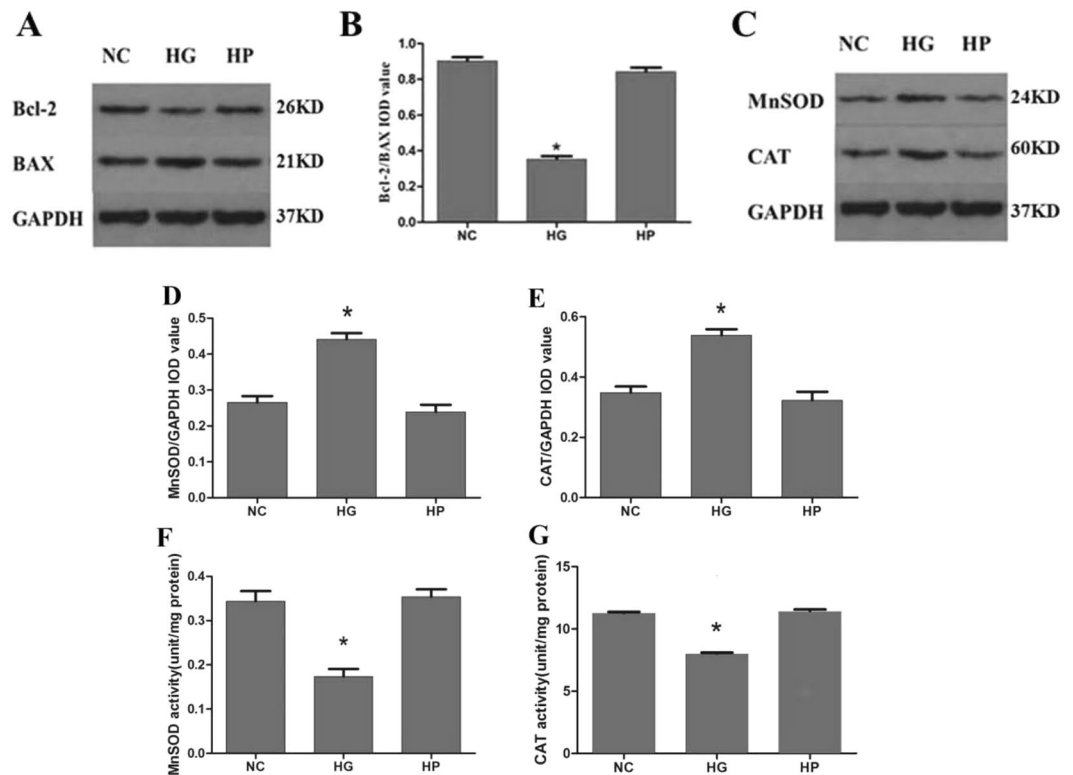 A
NC HG HP
Bcl-2 26KD
BAX 21KD
GAPDH 37KD
B
Bcl-2/BAX IOD value
1.0
0.8
0.6
0.4
0.2
0.0
*
NC HG HP
C
NC HG HP
MnSOD 24KD
CAT 60KD
GAPDH 37KD
D
MnSOD/GAPDH IOD value
0.5
0.4
0.3
0.2
0.1
0.0
*
NC HG HP
E
CAT/GAPDH IOD value
0.6
0.4
0.2
0.0
*
NC HG HP
F
MnSOD activity(unit/mg protein)
0.4
0.3
0.2
0.1
0.0
*
NC HG HP
G
CAT activity(unit/mg protein)
15
10
5
0
*
NC HG HP